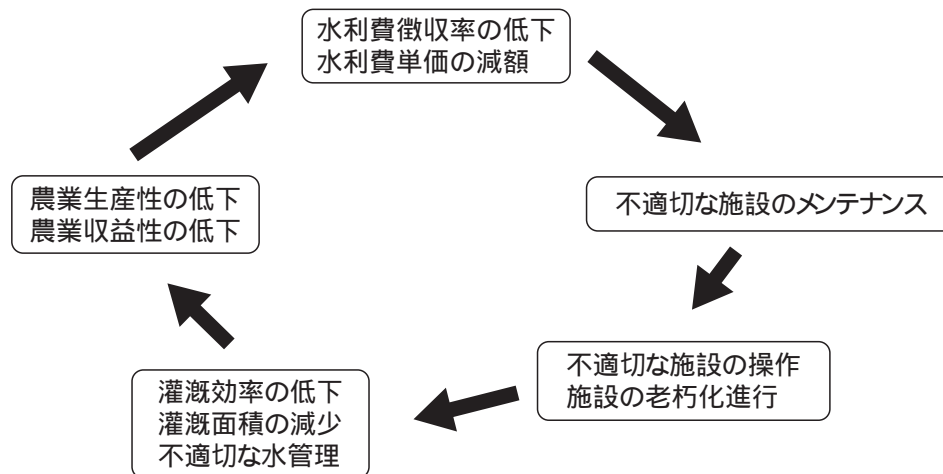 水利費徴収率の低下
水利費単価の減額
不適切な施設のメンテナンス
不適切な施設の操作
施設の老朽化進行
灌漑効率の低下
灌漑面積の減少
不適切な水管理
農業生産性の低下
農業収益性の低下